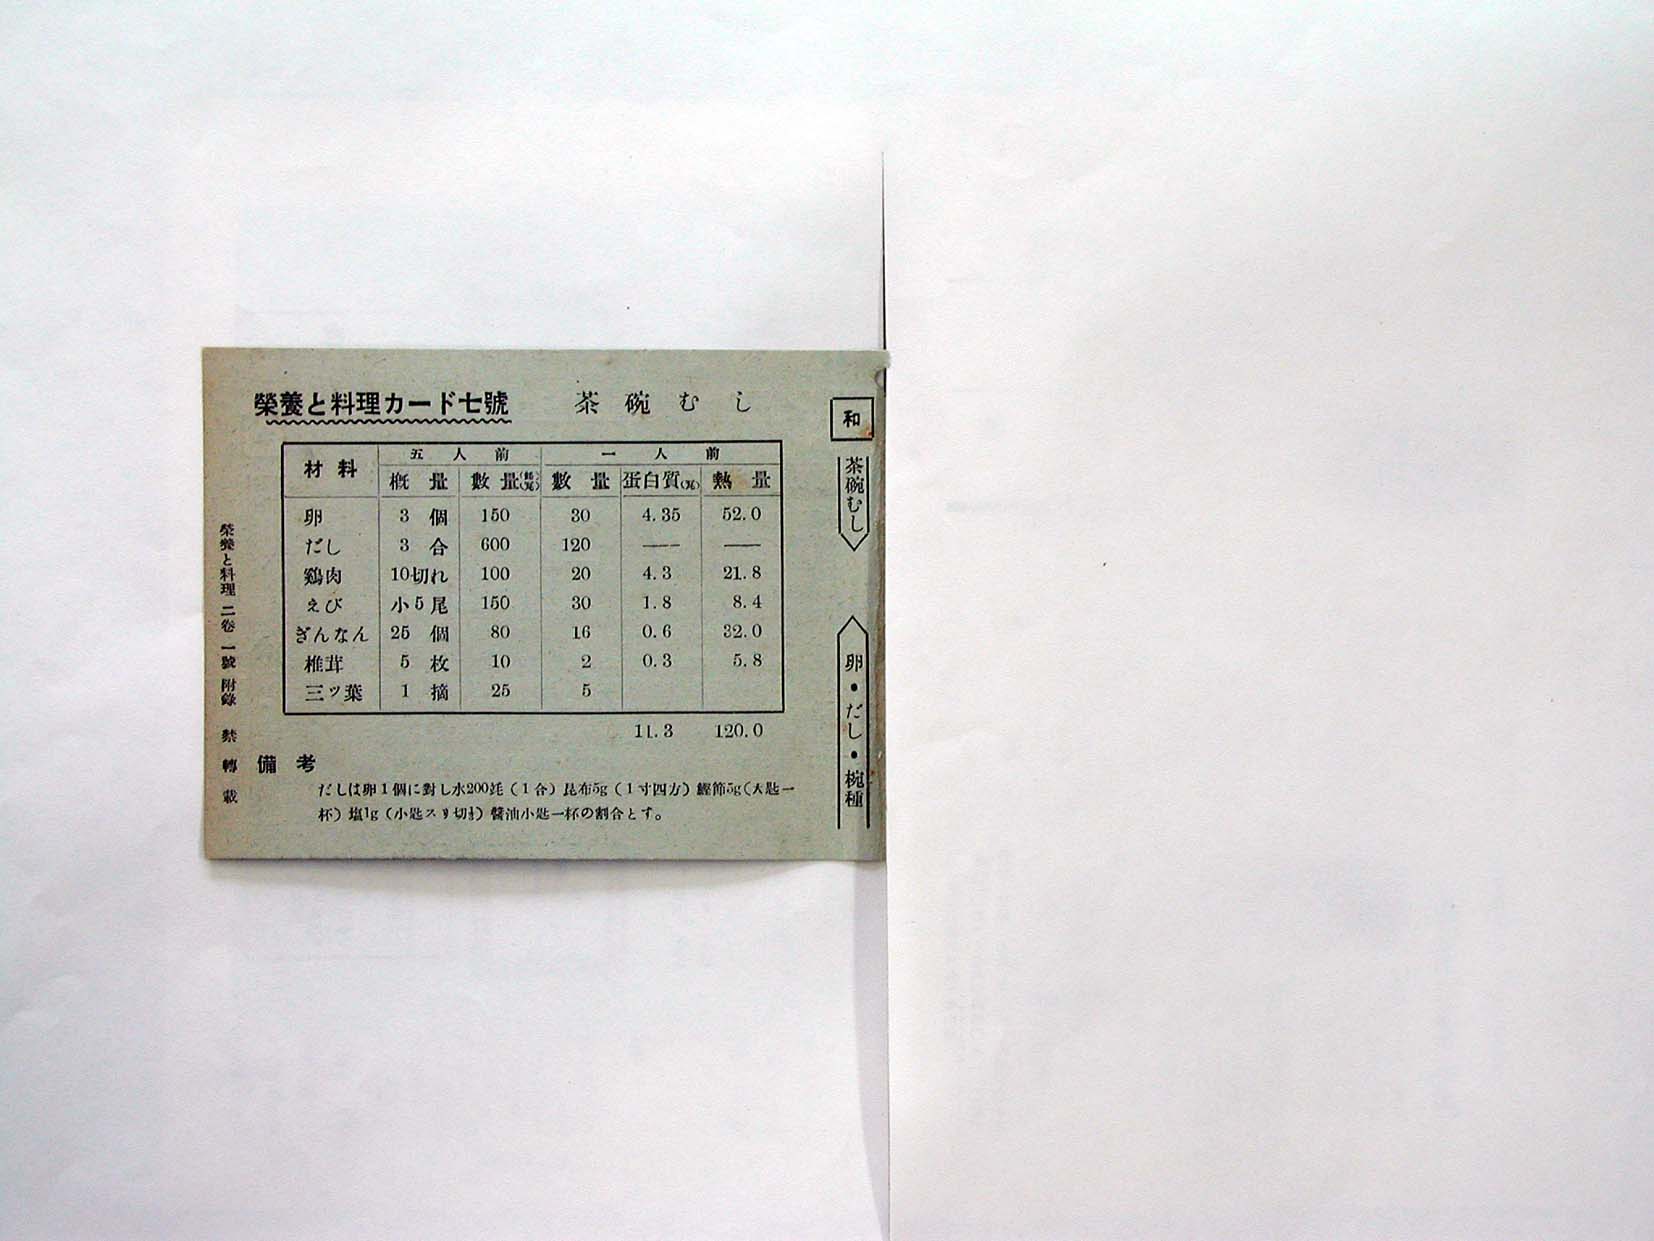 榮養と料理カード七號 茶碗むし
材料 五人前 一人前
概量 數量(瓩) 數量 蛋白質(瓦) 熱量
卵 3個 150 30 4.35 52.0
だし 3合 600 120 —— ——
鷄肉 10切れ 100 20 4.3 21.8
えび 小5尾 150 30 1.8 8.4
ぎんなん 25個 80 16 0.6 32.0
椎茸 5枚 10 2 0.3 5.8
三ッ葉 1摘 25 5
11.3 120.0
備考
だしは卵1個に對し水200竓(1合)昆布5g(1寸四方)鰹節5g(大匙一
杯)塩1g(小匙スリ切⅓)醬油小匙一杯の割合とす。
和
茶碗むし
卵・だし・椀種
榮養と料理 二卷 一號 附錄 禁轉載